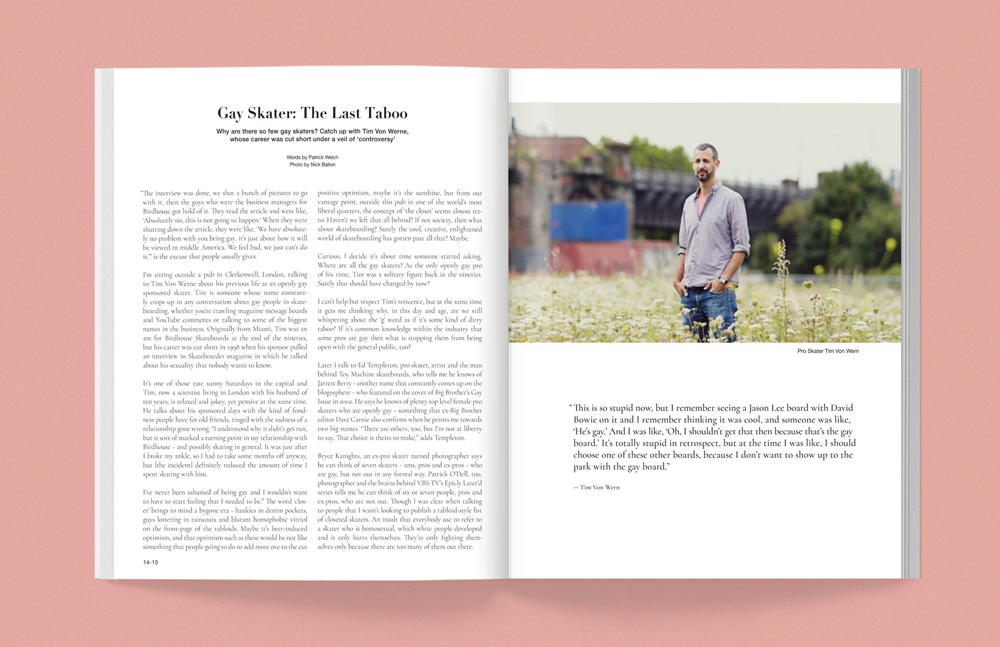 Gay Skater: The Last Taboo
Why are there so few gay skaters? Catch up with Tim Von Werne,
whose career was cut short under a veil of ‘controversy’
Words by Patrick Welch
Photo by Nick Ballon
“The interview was done, we shot a bunch of pictures to go
with it, then the guys who were the business managers for
Birdhouse got hold of it. They read the article and were like,
‘Absolutely no, this is not going to happen.’ When they were
shutting down the article, they were like, ‘We have absolute-
ly no problem with you being gay, it’s just about how it will
be viewed in middle America. We feel bad, we just can’t do
it.’” is the excuse that people usually gives.
I’m sitting outside a pub in Clerkenwell, London, talking
to Tim Von Werne about his previous life as an openly gay
sponsored skater. Tim is someone whose name constant-
ly crops up in any conversation about gay people in skate-
boarding, whether you’re trawling magazine message boards
and YouTube comments or talking to some of the biggest
names in the business. Originally from Miami, Tim was an
am for Birdhouse Skateboards at the end of the nineties,
but his career was cut short in 1998 when his sponsor pulled
an interview in Skateboarder magazine in which he talked
about his sexuality that nobody wants to know.
It’s one of those rare sunny Saturdays in the capital and
Tim, now a scientist living in London with his husband of
ten years, is relaxed and jokey, yet pensive at the same time.
He talks about his sponsored days with the kind of fond-
ness people have for old friends, tinged with the sadness of a
relationship gone wrong. “I understood why it didn’t get run,
but it sort of marked a turning point in my relationship with
Birdhouse – and possibly skating in general. It was just after
I broke my ankle, so I had to take some months off anyway,
but [the incident] definitely reduced the amount of time I
spent skating with him.
I’ve never been ashamed of being gay and I wouldn’t want
to have to start feeling that I needed to be.” The word ‘clos-
et’ brings to mind a bygone era – hankies in denim pockets,
guys loitering in raincoats and blatant homophobic vitriol
on the front-page of the tabloids. Maybe it’s beer-induced
optimism, and that optimism such as these would be not like
something that people going to do to add more ove to the cut
14-15
positive optimism, maybe it’s the sunshine, but from our
vantage point, outside this pub in one of the world’s most
liberal quarters, the concept of ‘the closet’ seems almost ret-
ro. Haven’t we left that all behind? If not society, then what
about skateboarding? Surely the cool, creative, enlightened
world of skateboarding has gotten past all that? Maybe.
Curious, I decide it’s about time someone started asking,
Where are all the gay skaters? As the only openly gay pro
of his time, Tim was a solitary figure back in the nineties.
Surely that should have changed by now?
I can’t help but respect Tim’s reticence, but at the same time
it gets me thinking: why, in this day and age, are we still
whispering about the ‘g’ word as if it’s some kind of dirty
taboo? If it’s common knowledge within the industry that
some pros are gay then what is stopping them from being
open with the general public, too?
Later I talk to Ed Templeton, pro skater, artist and the man
behind Toy Machine skateboards, who tells me he knows of
Jarrett Berry - another name that constantly comes up on the
blogosphere - who featured on the cover of Big Brother’s Gay
Issue in 2002. He says he knows of plenty top level female pro
skaters who are openly gay – something that ex-Big Brother
editor Dave Carnie also confirms when he points me towards
two big names. “There are others, too, but I’m not at liberty
to say. That choice is theirs to make,” adds Templeton.
Bryce Kanights, an ex-pro skater turned photographer says
he can think of seven skaters – ams, pros and ex-pros – who
are gay, but not our in any formal way. Patrick O’Dell, too,
photographer and the brains behind VBS TV’s Epicly Later’d
series tells me he can think of six or seven people, pros and
ex-pros, who are not out. Though I was clear when talking
to people that I wasn’t looking to publish a tabloid-style list
of closeted skaters. An insult that everybody use to refer to
a skater who is homosexual, which white people developed
and it only hurts themselves. They’re only fighting them-
selves only because there are too many of them out there.
Pro Skater Tim Von Wern
“This is so stupid now, but I remember seeing a Jason Lee board with David
Bowie on it and I remember thinking it was cool, and someone was like,
‘He’s gay.’ And I was like, ‘Oh, I shouldn’t get that then because that’s the gay
board.’ It’s totally stupid in retrospect, but at the time I was like, I should
choose one of these other boards, because I don’t want to show up to the
park with the gay board.”
— Tim Von Wern